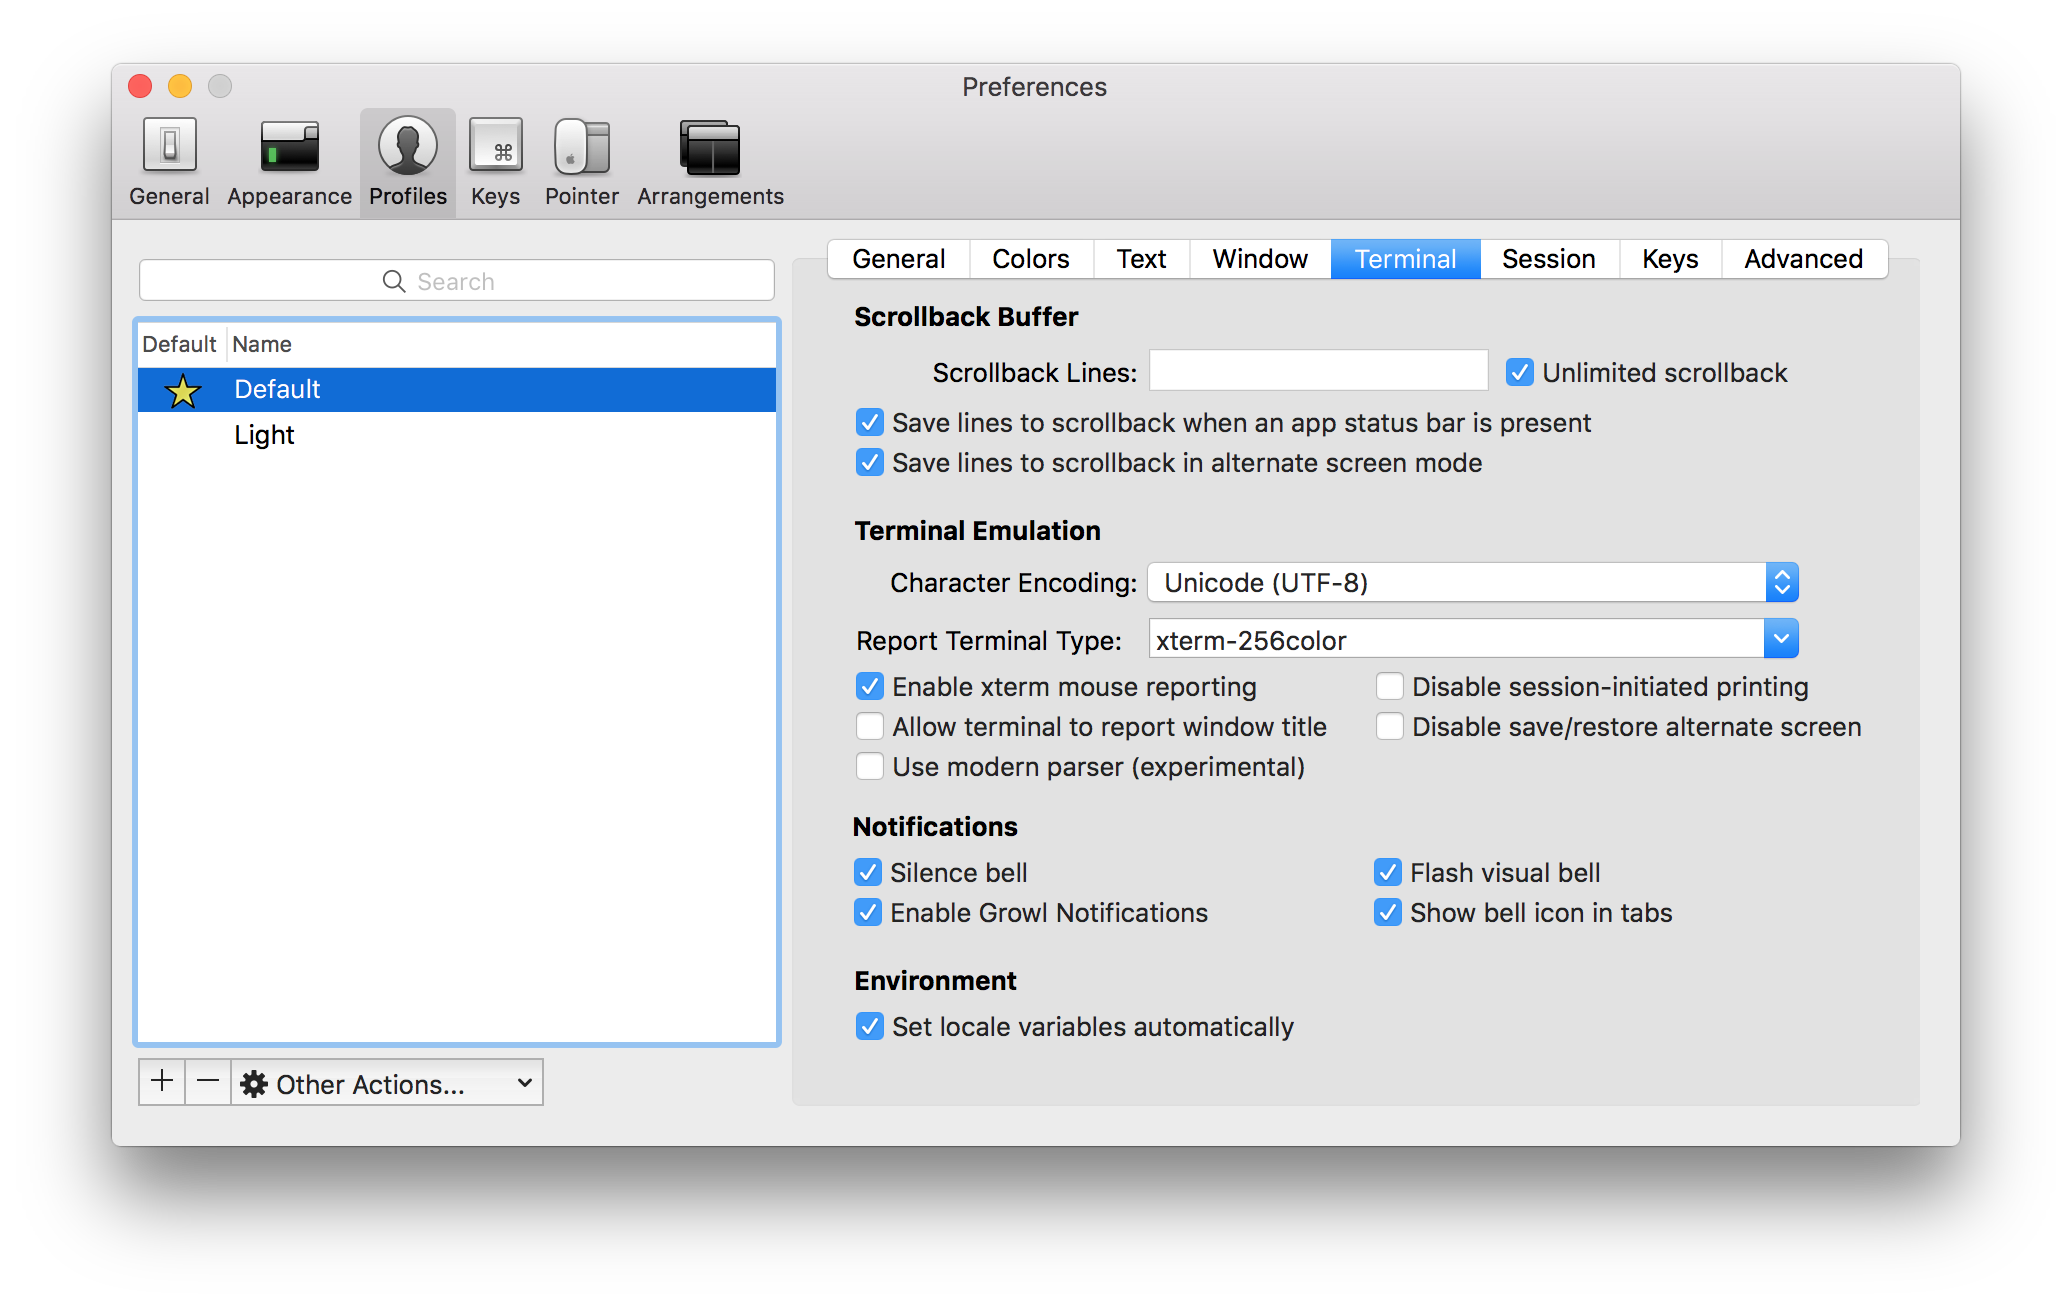 Preferences
General Appearance Profiles Keys Pointer Arrangements
Search
Default Name
Default
Light
Other Actions...
General Colors Text Window Terminal Session Keys Advanced
Scrollback Buffer
Scrollback Lines: Unlimited scrollback
Save lines to scrollback when an app status bar is present
Save lines to scrollback in alternate screen mode
Terminal Emulation
Character Encoding: Unicode (UTF-8)
Report Terminal Type: xterm-256color
Enable xterm mouse reporting Disable session-initiated printing
Allow terminal to report window title Disable save/restore alternate screen
Use modern parser (experimental)
Notifications
Silence bell Flash visual bell
Enable Growl Notifications Show bell icon in tabs
Environment
Set locale variables automatically